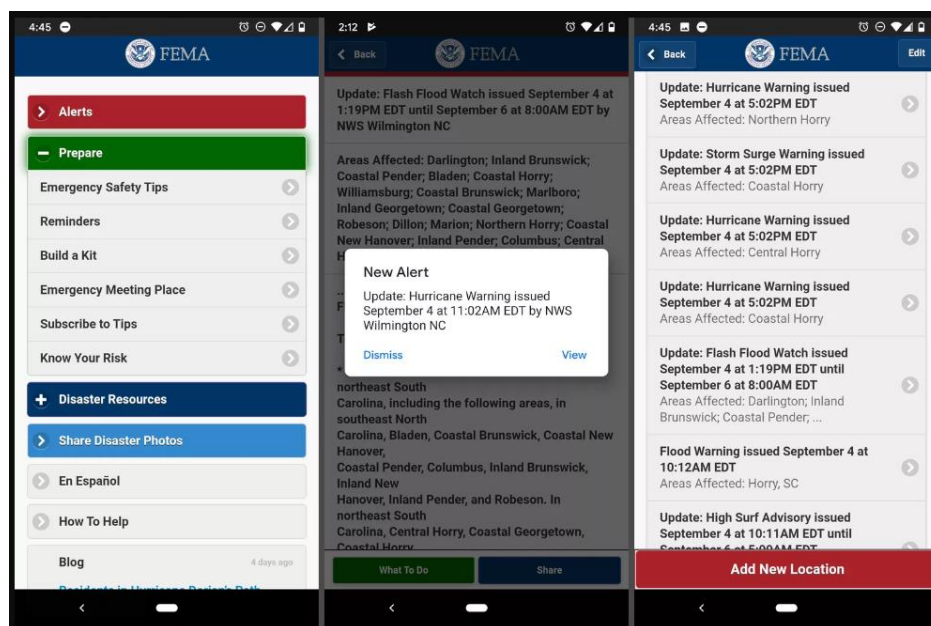 4:45
FEMA
Alerts
Prepare
Emergency Safety Tips
Reminders
Build a Kit
Emergency Meeting Place
Subscribe to Tips
Know Your Risk
Disaster Resources
Share Disaster Photos
En Español
How To Help
Blog
4 days ago
Residents in Hurricane Dorian's Path
2:12
Back
FEMA
Update: Flash Flood Watch issued September 4 at
1:19PM EDT until September 6 at 8:00AM EDT by
NWS Wilmington NC
Areas Affected: Darlington; Inland Brunswick;
Coastal Pender; Bladen; Coastal Horry;
Williamsburg; Coastal Brunswick; Marlboro;
Inland Georgetown; Coastal Georgetown;
Robeson; Dillon; Marion; Northern Horry; Coastal
New Hanover; Inland Pender; Columbus; Central
New Alert
Update: Hurricane Warning issued
September 4 at 11:02AM EDT by NWS
Wilmington NC
Dismiss
View
northeast South
Carolina, including the following areas, in
southeast North
Carolina, Bladen, Coastal Brunswick, Coastal New
Hanover,
Coastal Pender, Columbus, Inland Brunswick,
Inland New
Hanover, Inland Pender, and Robeson. In
northeast South
Carolina, Central Horry, Coastal Georgetown,
Coastal Horry
What To Do
Share
4:45
Back
FEMA
Edit
Update: Hurricane Warning issued
September 4 at 5:02PM EDT
Areas Affected: Northern Horry
Update: Storm Surge Warning issued
September 4 at 5:02PM EDT
Areas Affected: Coastal Horry
Update: Hurricane Warning issued
September 4 at 5:02PM EDT
Areas Affected: Central Horry
Update: Hurricane Warning issued
September 4 at 5:02PM EDT
Areas Affected: Coastal Horry
Update: Flash Flood Watch issued
September 4 at 1:19PM EDT until
September 6 at 8:00AM EDT
Areas Affected: Darlington; Inland
Brunswick; Coastal Pender; ...
Flood Warning issued September 4 at
10:12AM EDT
Areas Affected: Horry, SC
Update: High Surf Advisory issued
September 4 at 10:11AM EDT until
September 6 at 5:00AM EDT
Add New Location